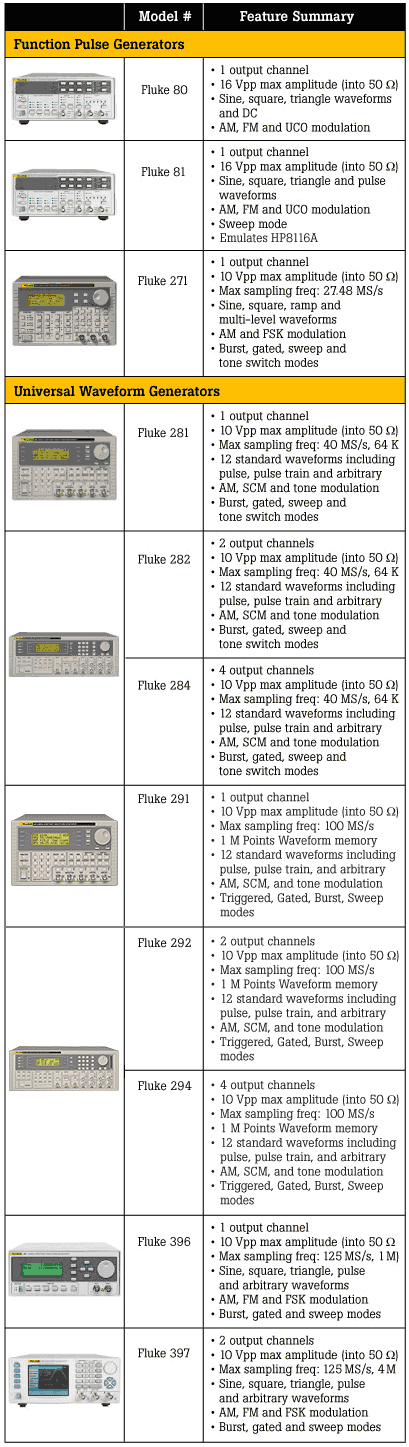 Model # Feature Summary
Function Pulse Generators
Fluke 80
• 1 output channel
• 16 Vpp max amplitude (into 50 Ω)
• Sine, square, triangle waveforms
and DC
• AM, FM and UCO modulation
Fluke 81
• 1 output channel
• 16 Vpp max amplitude (into 50 Ω)
• Sine, square, triangle and pulse
waveforms
• AM, FM and UCO modulation
• Sweep mode
• Emulates HP8116A
Fluke 271
• 1 output channel
• 10 Vpp max amplitude (into 50 Ω)
• Max sampling freq: 27.48 MS/s
• Sine, square, ramp and
multi-level waveforms
• AM and FSK modulation
• Burst, gated, sweep and
tone switch modes
Universal Waveform Generators
Fluke 281
• 1 output channel
• 10 Vpp max amplitude (into 50 Ω)
• Max sampling freq: 40 MS/s, 64 K
• 12 standard waveforms including
pulse, pulse train and arbitrary
• AM, SCM and tone modulation
• Burst, gated, sweep and
tone switch modes
Fluke 282
• 2 output channels
• 10 Vpp max amplitude (into 50 Ω)
• Max sampling freq: 40 MS/s, 64 K
• 12 standard waveforms including
pulse, pulse train and arbitrary
• AM, SCM and tone modulation
• Burst, gated, sweep and
tone switch modes
Fluke 284
• 4 output channels
• 10 Vpp max amplitude (into 50 Ω)
• Max sampling freq: 40 MS/s, 64 K
• 12 standard waveforms including
pulse, pulse train and arbitrary
• AM, SCM and tone modulation
• Burst, gated, sweep and
tone switch modes
Fluke 291
• 1 output channel
• 10 Vpp max amplitude (into 50 Ω)
• Max sampling freq: 100 MS/s
• 1 M Points Waveform memory
• 12 standard waveforms including
pulse, pulse train, and arbitrary
• AM, SCM, and tone modulation
• Triggered, Gated, Burst, Sweep
modes
Fluke 292
• 2 output channels
• 10 Vpp max amplitude (into 50 Ω)
• Max sampling freq: 100 MS/s
• 1 M Points Waveform memory
• 12 standard waveforms including
pulse, pulse train, and arbitrary
• AM, SCM, and tone modulation
• Triggered, Gated, Burst, Sweep
modes
Fluke 294
• 4 output channels
• 10 Vpp max amplitude (into 50 Ω)
• Max sampling freq: 100 MS/s
• 1 M Points Waveform memory
• 12 standard waveforms including
pulse, pulse train, and arbitrary
• AM, SCM, and tone modulation
• Triggered, Gated, Burst, Sweep
modes
Fluke 396
• 1 output channel
• 10 Vpp max amplitude (into 50 Ω
• Max sampling freq: 125 MS/s, 1 M)
• Sine, square, triangle, pulse
and arbitrary waveforms
• AM, FM and FSK modulation
• Burst, gated and sweep modes
Fluke 397
• 2 output channels
• 10 Vpp max amplitude (into 50 Ω)
• Max sampling freq: 125 MS/s, 4 M
• Sine, square, triangle, pulse
and arbitrary waveforms
• AM, FM and FSK modulation
• Burst, gated and sweep modes